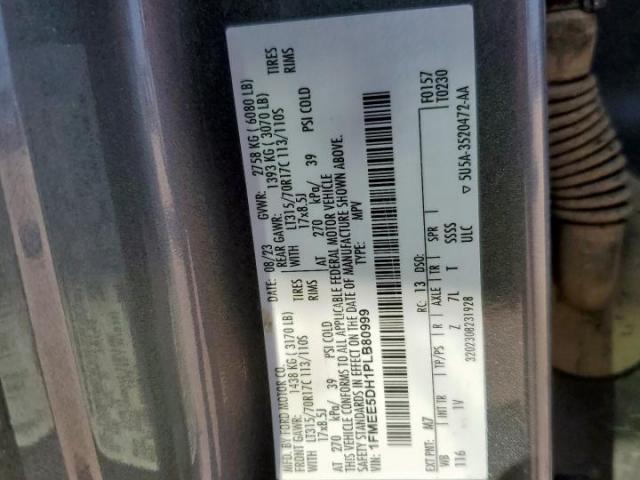 MFD. BY FORD MOTOR CO.
DATE: 08/23 GVWR: 2758 KG ( 6080 LB)
FRONT GAWR: 1438 KG ( 3170 LB) REAR GAWR: 1393 KG ( 3070 LB)
WITH LT315/70R17C 113/110S TIRES WITH LT315/70R17C 113/110S TIRES
17x8.5J RIMS 17x8.5J RIMS
AT 270 kPa/ 39 PSI COLD AT 270 kPa/ 39 PSI COLD
THIS VEHICLE CONFORMS TO ALL APPLICABLE FEDERAL MOTOR VEHICLE
SAFETY STANDARDS IN EFFECT ON THE DATE OF MANUFACTURE SHOWN ABOVE.
VIN: 1FMEE5DH1PLB80999 TYPE: MPV
F0157
EXT PNT: M7 RC: 13 DSO: T0230
WB INT TR TP/PS R AXLE TR SPR
116 1V Z 7L T SSSS
3202308231928 ULC ▽ 5U5A-3520472-AA